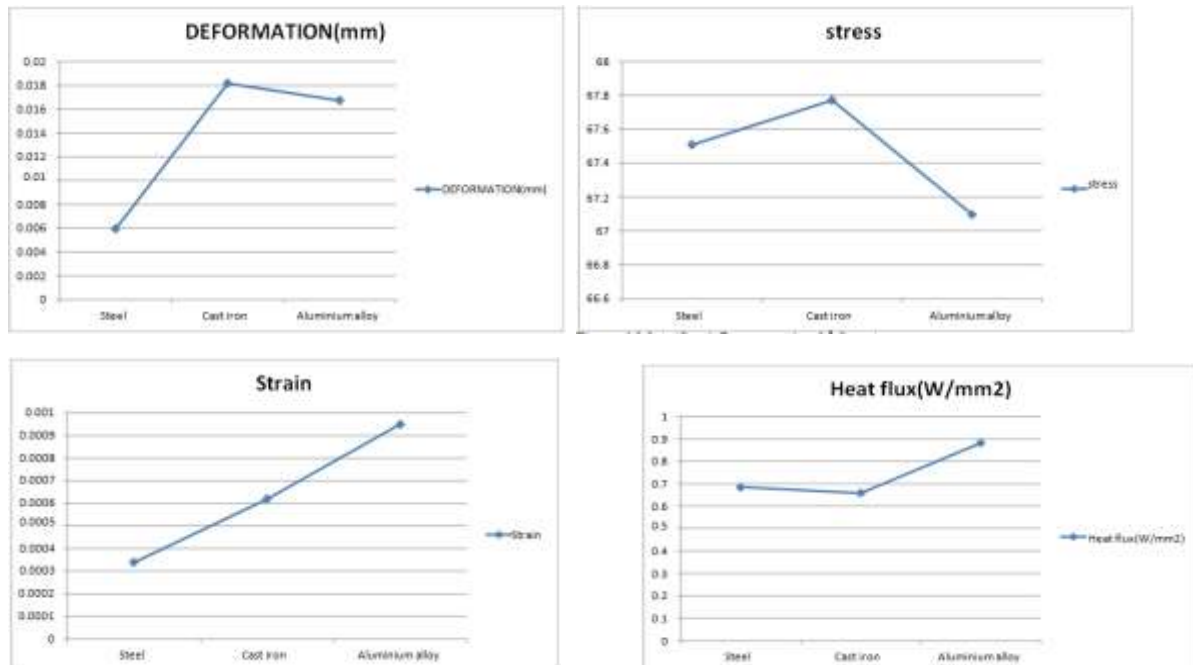 DEFORMATION(mm)
0.02
0.018
0.016
0.014
0.012
0.01
0.008
0.006
0.004
0.002
0
Steel
Cast iron
Aluminium alloy
DEFORMATION(mm)
stress
68
67.8
67.6
67.4
67.2
67
66.8
66.6
Steel
Cast iron
Aluminium alloy
stress
Strain
0.001
0.0009
0.0008
0.0007
0.0006
0.0005
0.0004
0.0003
0.0002
0.0001
0
Steel
Cast iron
Aluminium alloy
Strain
Heat flux(W/mm2)
1
0.9
0.8
0.7
0.6
0.5
0.4
0.3
0.2
0.1
0
Steel
Cast iron
Aluminium alloy
Heat flux(W/mm2)